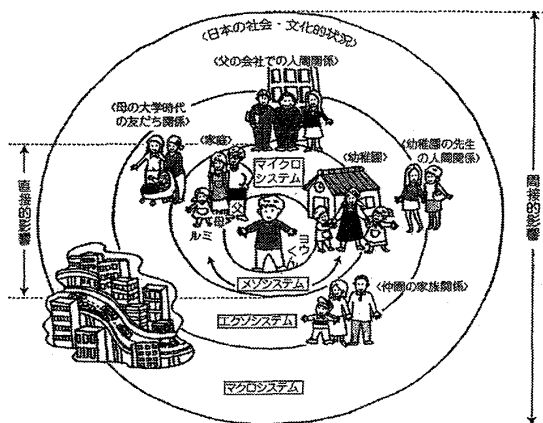 〈日本の社会・文化的状況〉
〈父の会社での人間関係〉
〈母の大学時代
の友だち関係〉
〈家庭〉
マイクロ
システム
〈幼稚園〉
〈幼稚園の先生
の人間関係〉
直接的影響
間接的影響
父
母
ルミ
ヨウくん
メゾシステム
〈仲間の家族関係〉
エクソシステム
マクロシステム